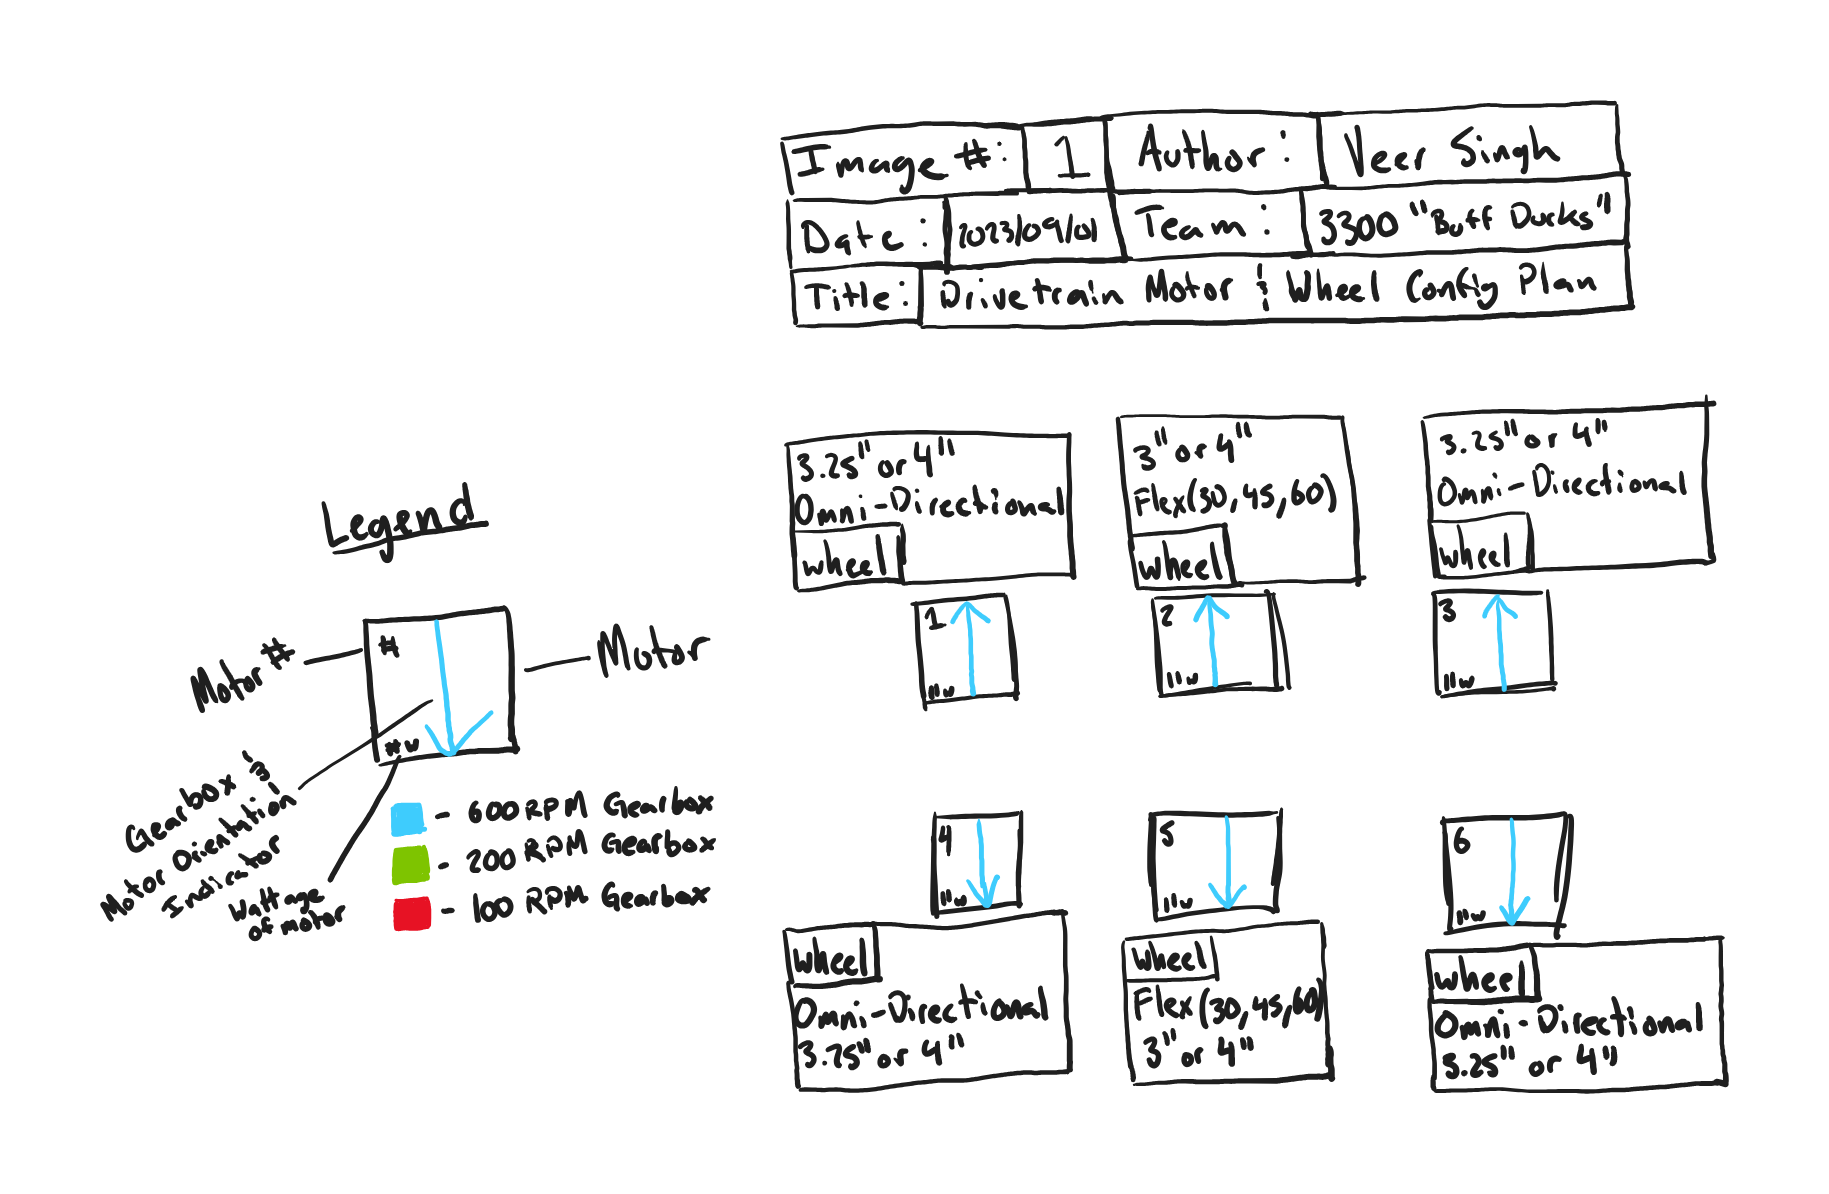 Image #: 1 Author: Veer Singh
Date: 2023/09/01 Team: 3300 "Buff Ducks"
Title: Drivetrain Motor & Wheel Config Plan
Legend
Motor #
#
#w
Motor
Gearbox &
Motor Orientation
Indicator
Wattage
of motor
- 600 RPM Gearbox
- 200 RPM Gearbox
- 100 RPM Gearbox
3.25" or 4"
Omni-Directional
wheel
1
11w
3" or 4"
Flex(30,45,60)
wheel
2
11w
3.25" or 4"
Omni-Directional
wheel
3
11w
4
11w
wheel
Omni-Directional
3.25" or 4"
5
11w
wheel
Flex(30,45,60)
3" or 4"
6
11w
wheel
Omni-Directional
3.25" or 4"